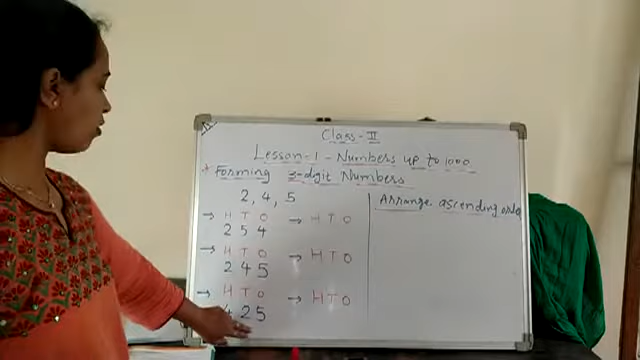 Class - II
Lesson-1 - Numbers up to 1000
* Forming 3-digit Numbers
2, 4, 5
→ H T O → H T O
2 5 4
→ H T O → H T O
2 4 5
→ H T O → H T O
4 2 5
Arrange ascending order